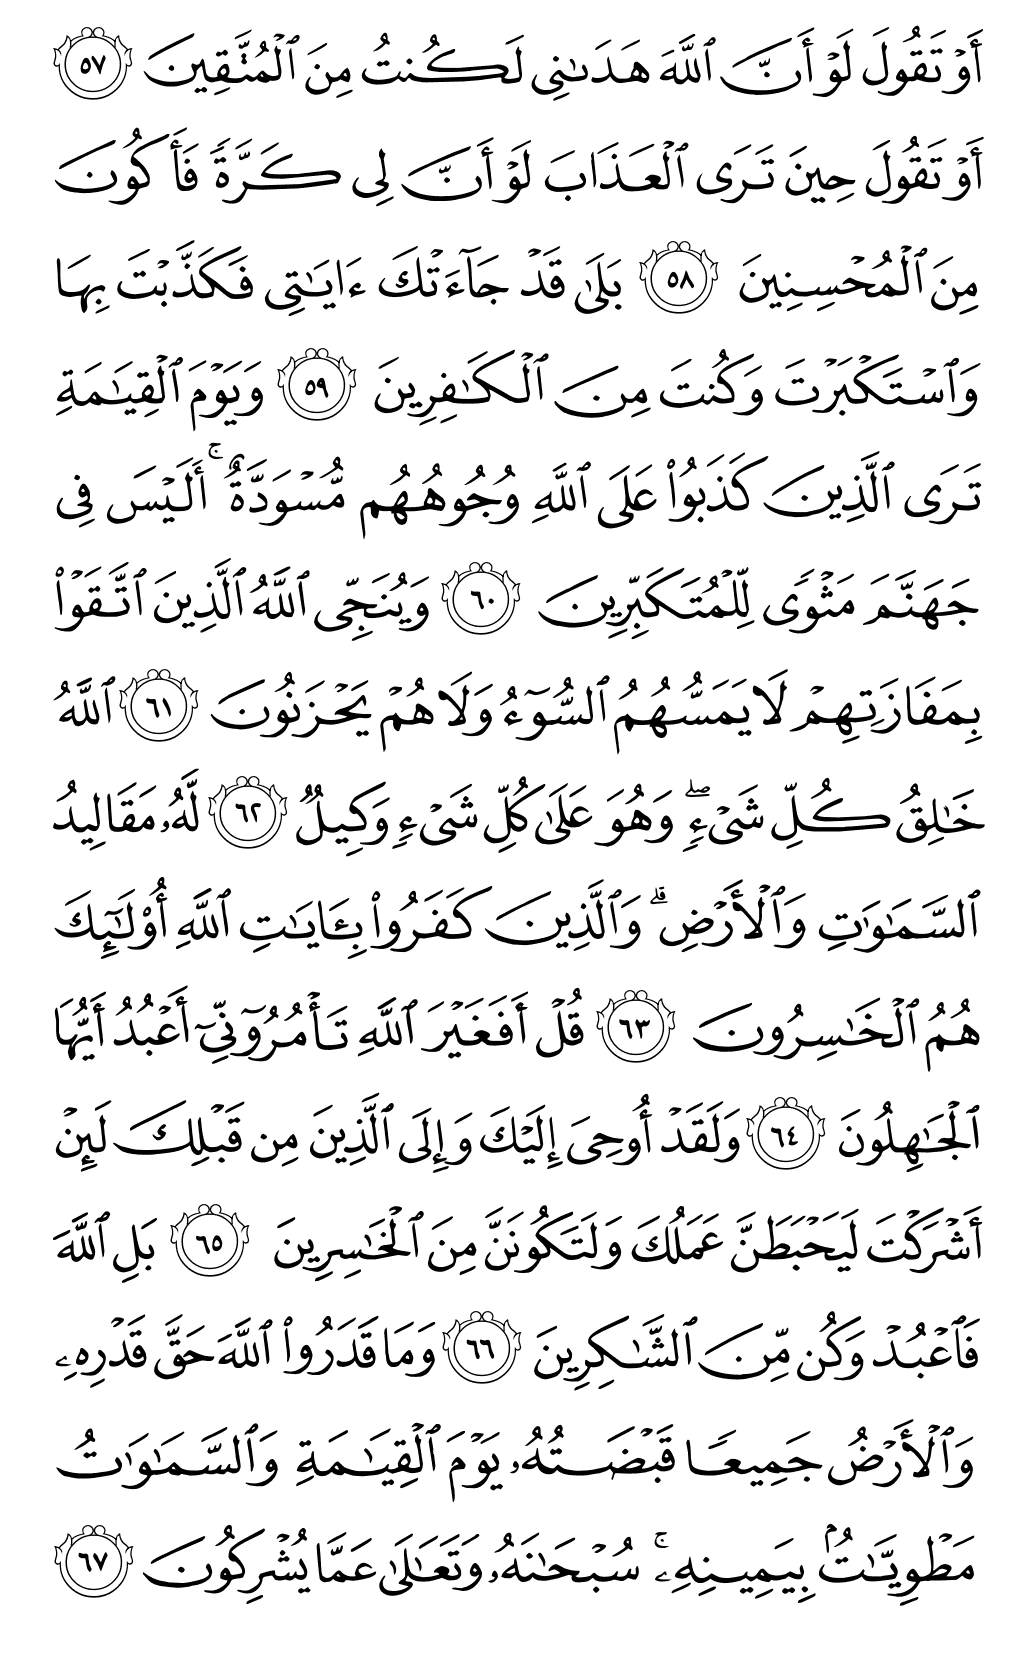 أَوۡ تَقُولَ لَوۡ أَنَّ ٱللَّهَ هَدَىٰنِي لَكُنتُ مِنَ ٱلۡمُتَّقِينَ ٥٧
أَوۡ تَقُولَ حِينَ تَرَى ٱلۡعَذَابَ لَوۡ أَنَّ لِي كَرَّةٗ فَأَكُونَ
مِنَ ٱلۡمُحۡسِنِينَ ٥٨ بَلَىٰ قَدۡ جَآءَتۡكَ ءَايَٰتِي فَكَذَّبۡتَ بِهَا
وَٱسۡتَكۡبَرۡتَ وَكُنتَ مِنَ ٱلۡكَٰفِرِينَ ٥٩ وَيَوۡمَ ٱلۡقِيَٰمَةِ
تَرَى ٱلَّذِينَ كَذَبُواْ عَلَى ٱللَّهِ وُجُوهُهُم مُّسۡوَدَّةٌۚ أَلَيۡسَ فِي
جَهَنَّمَ مَثۡوٗى لِّلۡمُتَكَبِّرِينَ ٦٠ وَيُنَجِّي ٱللَّهُ ٱلَّذِينَ ٱتَّقَوۡاْ
بِمَفَازَتِهِمۡ لَا يَمَسُّهُمُ ٱلسُّوٓءُ وَلَا هُمۡ يَحۡزَنُونَ ٦١ ٱللَّهُ
خَٰلِقُ كُلِّ شَيۡءٖۖ وَهُوَ عَلَىٰ كُلِّ شَيۡءٖ وَكِيلٞ ٦٢ لَّهُۥ مَقَالِيدُ
ٱلسَّمَٰوَٰتِ وَٱلۡأَرۡضِۗ وَٱلَّذِينَ كَفَرُواْ بِـَٔايَٰتِ ٱللَّهِ أُوْلَٰٓئِكَ
هُمُ ٱلۡخَٰسِرُونَ ٦٣ قُلۡ أَفَغَيۡرَ ٱللَّهِ تَأۡمُرُوٓنِّيٓ أَعۡبُدُ أَيُّهَا
ٱلۡجَٰهِلُونَ ٦٤ وَلَقَدۡ أُوحِيَ إِلَيۡكَ وَإِلَى ٱلَّذِينَ مِن قَبۡلِكَ لَئِنۡ
أَشۡرَكۡتَ لَيَحۡبَطَنَّ عَمَلُكَ وَلَتَكُونَنَّ مِنَ ٱلۡخَٰسِرِينَ ٦٥ بَلِ ٱللَّهَ
فَٱعۡبُدۡ وَكُن مِّنَ ٱلشَّٰكِرِينَ ٦٦ وَمَا قَدَرُواْ ٱللَّهَ حَقَّ قَدۡرِهِۦ
وَٱلۡأَرۡضُ جَمِيعٗا قَبۡضَتُهُۥ يَوۡمَ ٱلۡقِيَٰمَةِ وَٱلسَّمَٰوَٰتُ
مَطۡوِيَّٰتُۢ بِيَمِينِهِۦۚ سُبۡحَٰنَهُۥ وَتَعَٰلَىٰ عَمَّا يُشۡرِكُونَ ٦٧